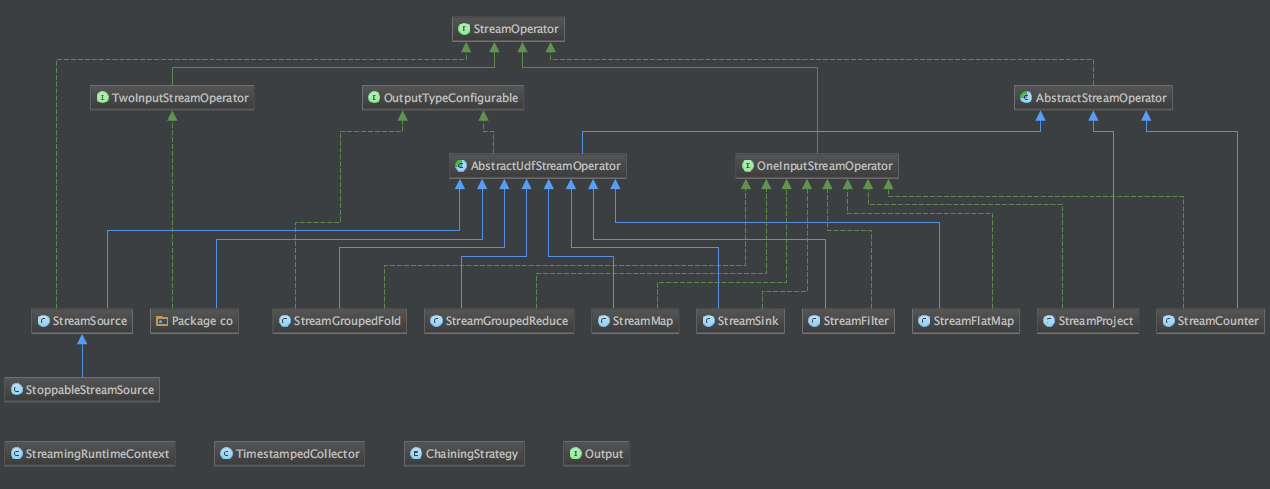 StreamOperator
TwoInputStreamOperator
OutputTypeConfigurable
AbstractStreamOperator
AbstractUdfStreamOperator
OneInputStreamOperator
StreamSource
Package co
StreamGroupedFold
StreamGroupedReduce
StreamMap
StreamSink
StreamFilter
StreamFlatMap
StreamProject
StreamCounter
StoppableStreamSource
StreamingRuntimeContext
TimestampedCollector
ChainingStrategy
Output